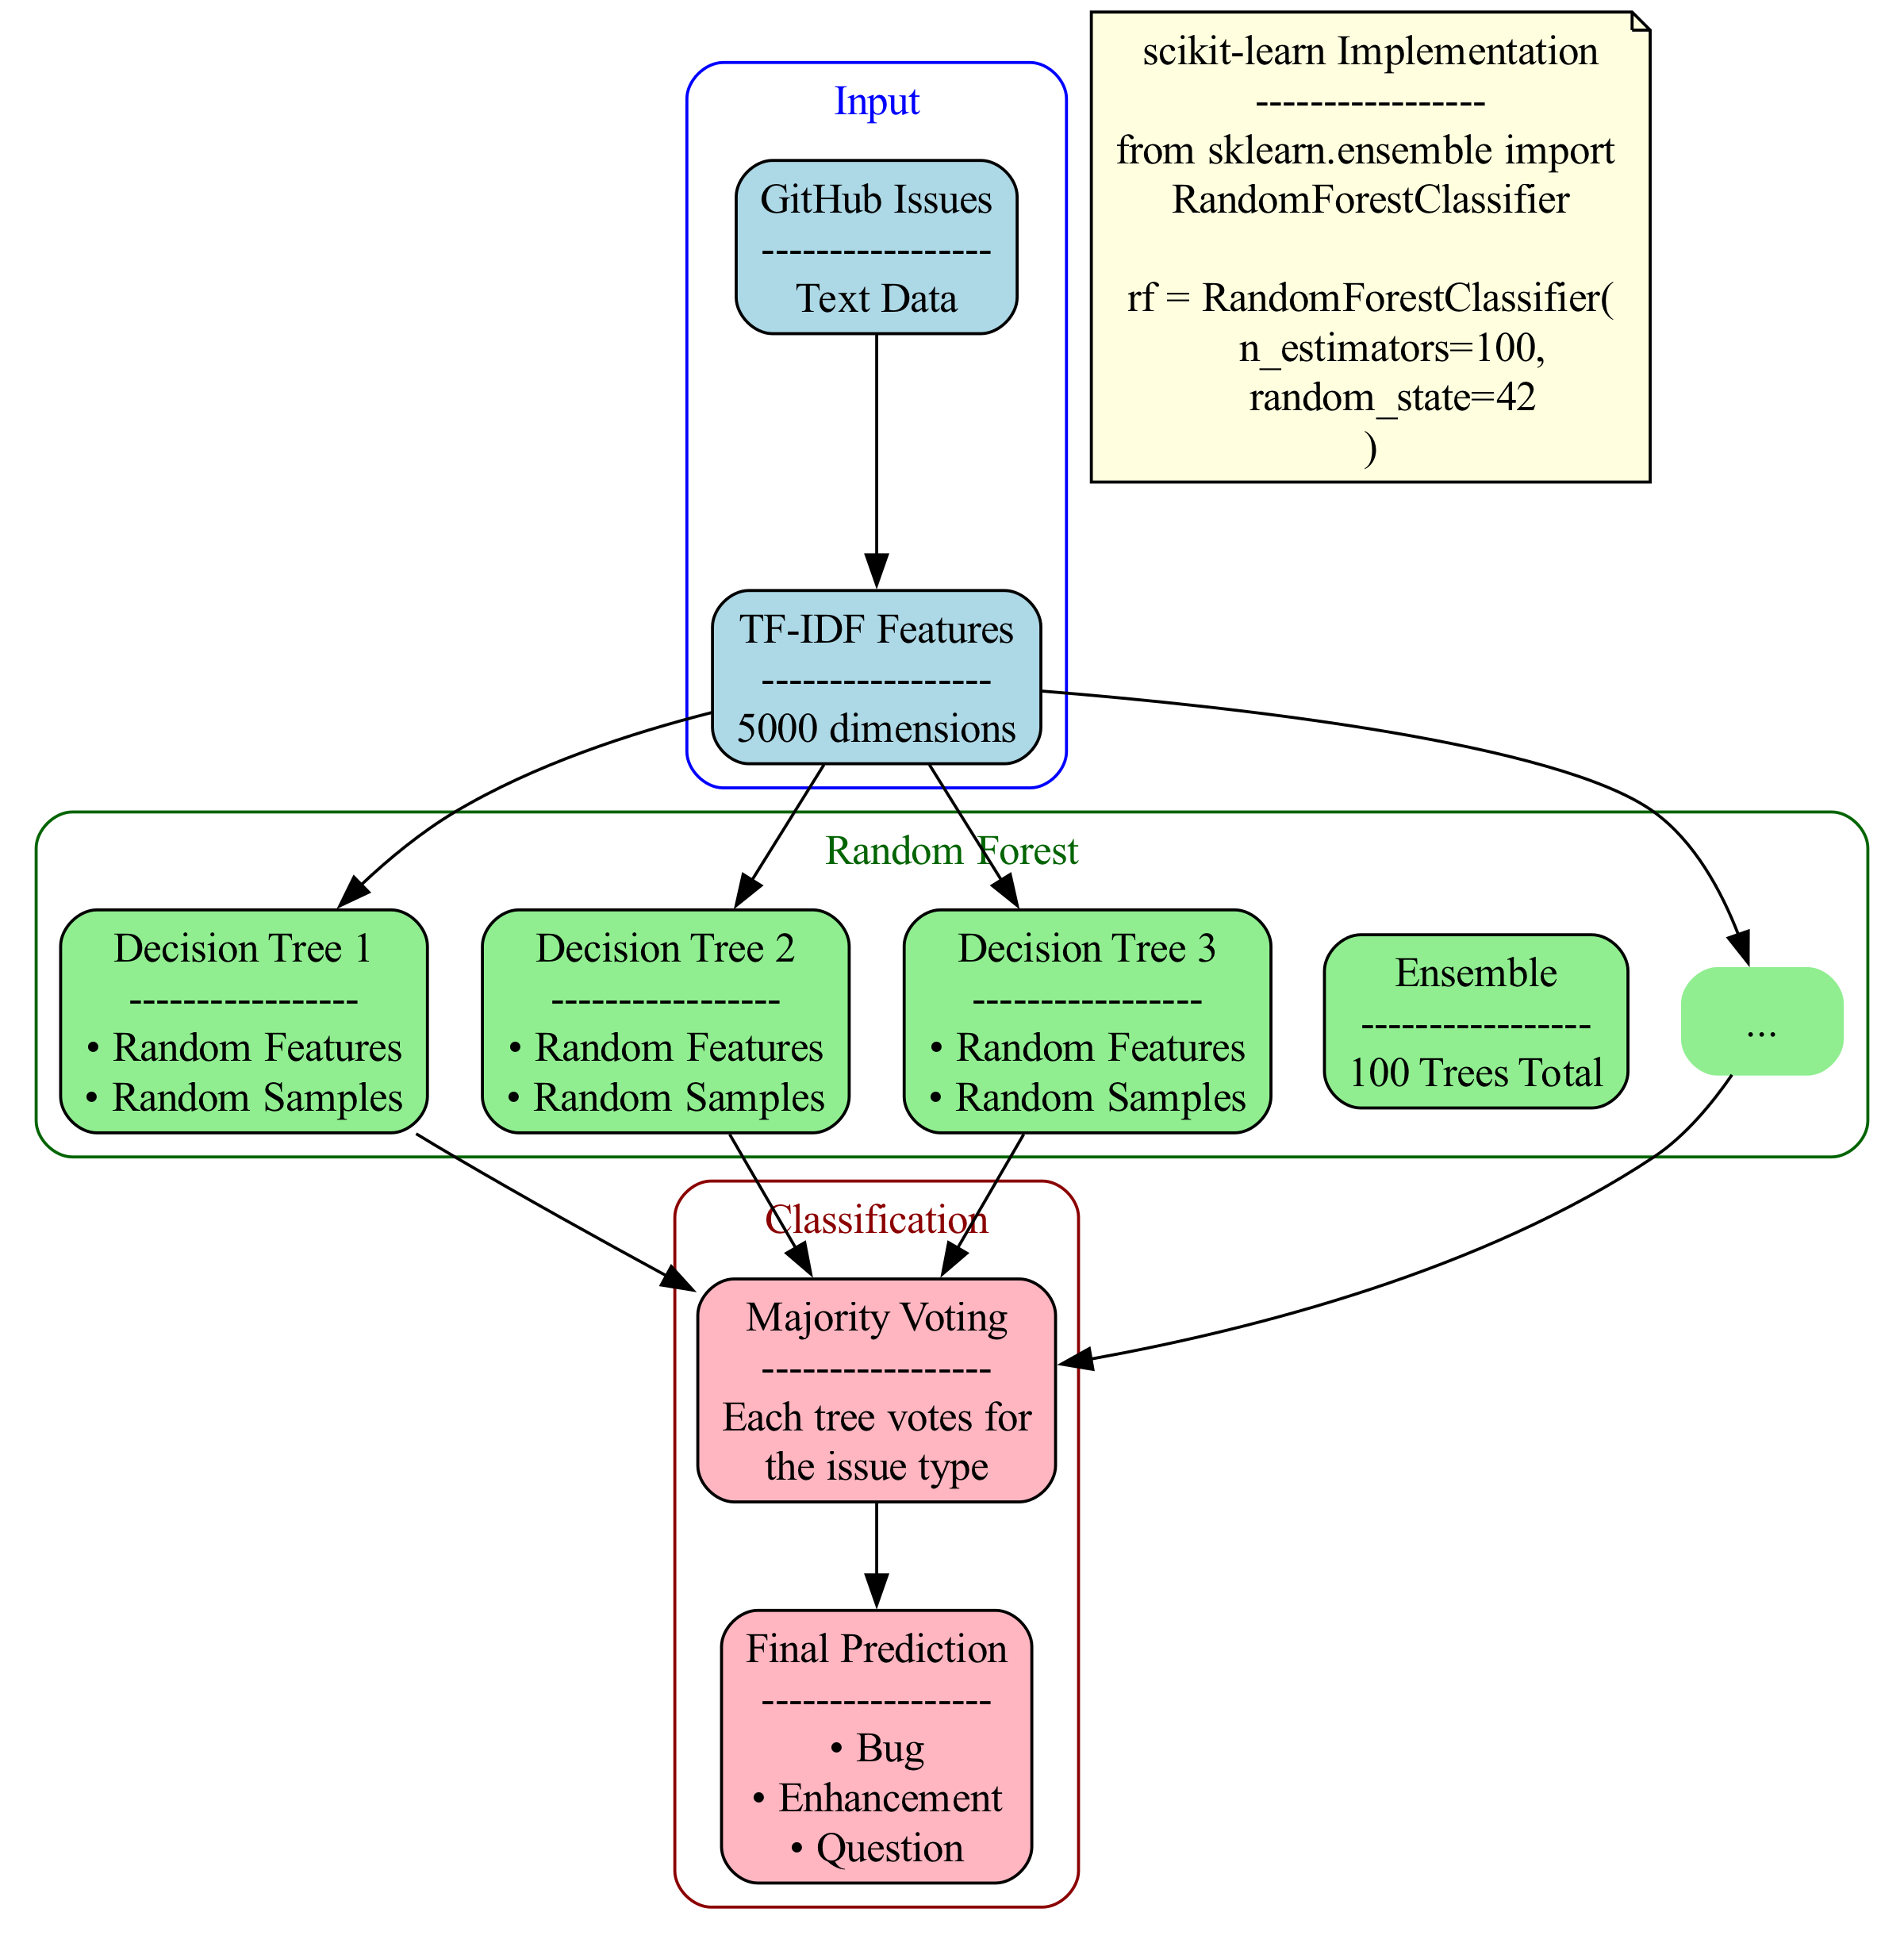 scikit-learn Implementation
-----------------
from sklearn.ensemble import
RandomForestClassifier
rf = RandomForestClassifier(
n_estimators=100,
random_state=42
)
Input
GitHub Issues
-----------------
Text Data
TF-IDF Features
-----------------
5000 dimensions
Random Forest
Decision Tree 1
-----------------
• Random Features
• Random Samples
Decision Tree 2
-----------------
• Random Features
• Random Samples
Decision Tree 3
-----------------
• Random Features
• Random Samples
Ensemble
-----------------
100 Trees Total
...
Classification
Majority Voting
-----------------
Each tree votes for
the issue type
Final Prediction
-----------------
• Bug
• Enhancement
• Question